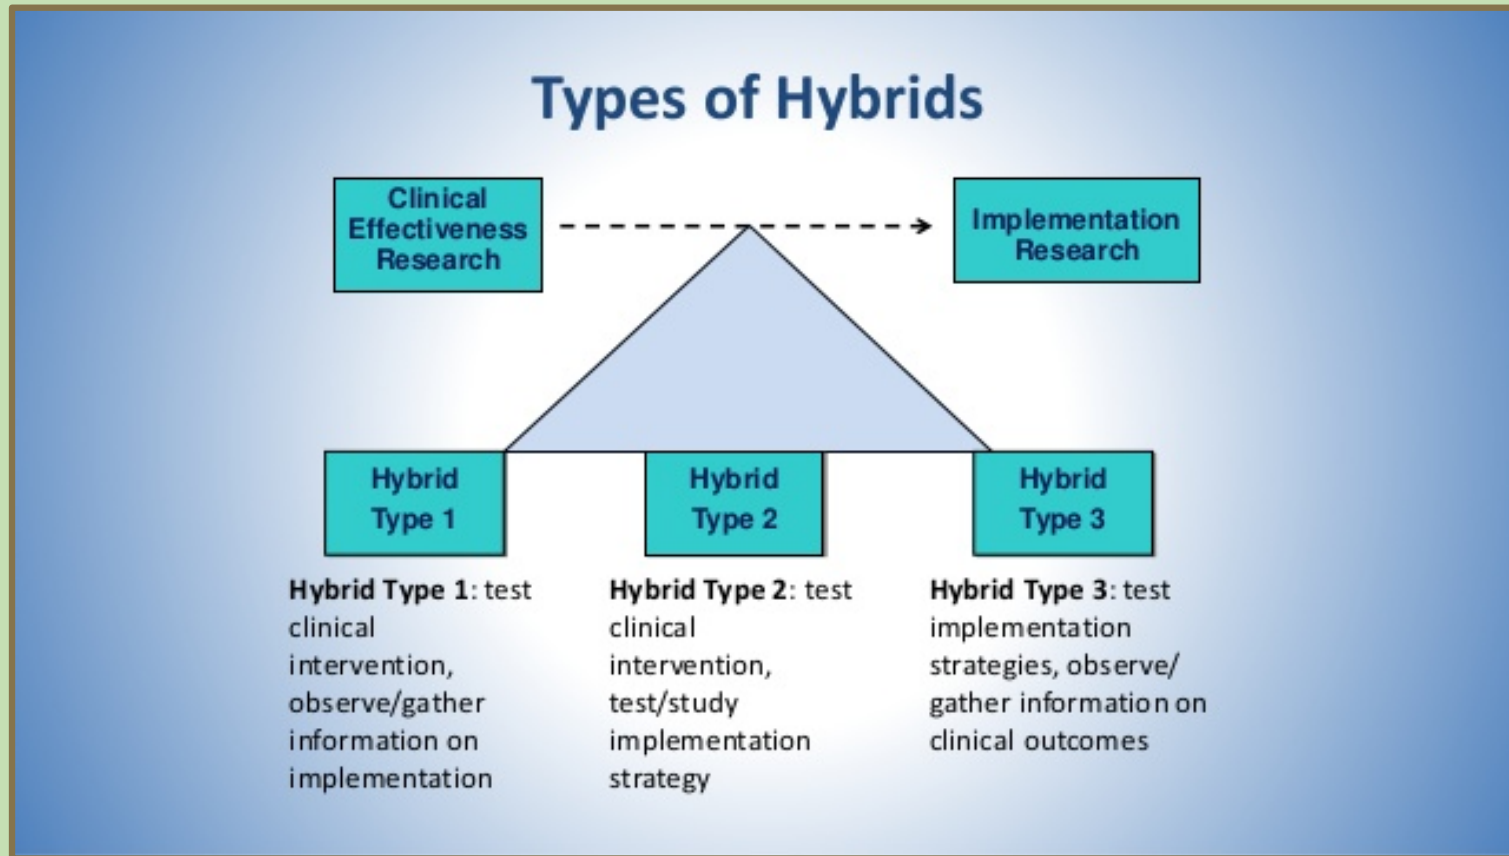 Types of Hybrids
Clinical
Effectiveness
Research
Implementation
Research
Hybrid
Type 1
Hybrid
Type 2
Hybrid
Type 3
Hybrid Type 1: test
clinical
intervention,
observe/gather
information on
implementation
Hybrid Type 2: test
clinical
intervention,
test/study
implementation
strategy
Hybrid Type 3: test
implementation
strategies, observe/
gather information on
clinical outcomes